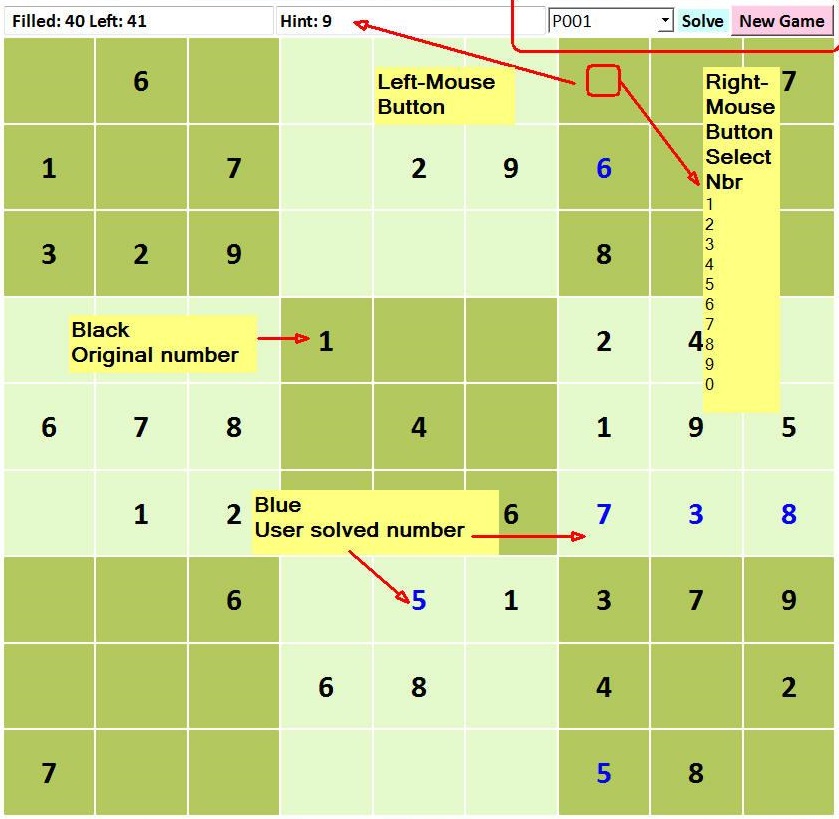 Filled: 40 Left: 41 Hint: 9 P001 Solve New Game
6 7
Left-Mouse
Button
Right-
Mouse
Button
Select
Nbr
1
2
3
4
5
6
7
8
9
0
1 7 2 9 6
3 2 9 8
Black
Original number
1 2 4
6 7 8 4 1 9 5
1 2 6 7 3 8
Blue
User solved number
6 5 1 3 7 9
6 8 4 2
7 5 8